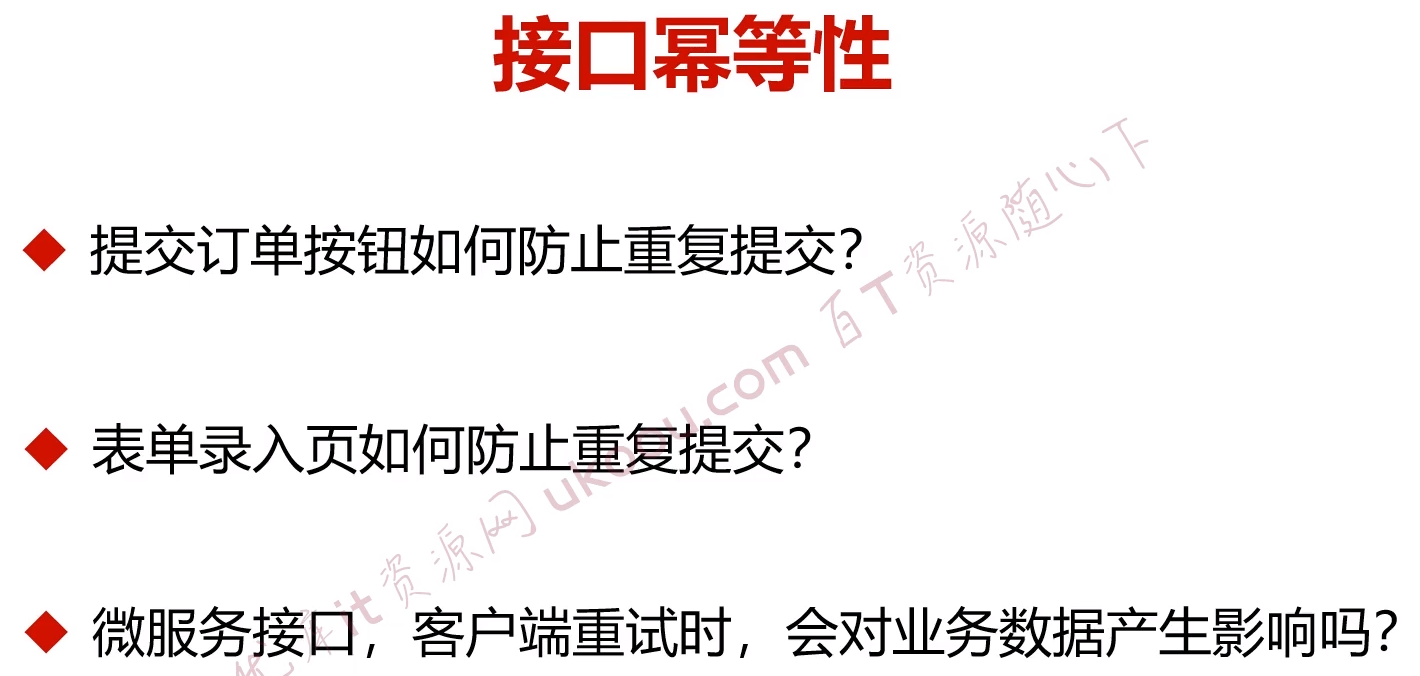 接口幂等性
提交订单按钮如何防止重复提交?
表单录入页如何防止重复提交?
微服务接口，客户端重试时，会对业务数据产生影响吗?
库it资源网 ukoou.com 百T资源随心下